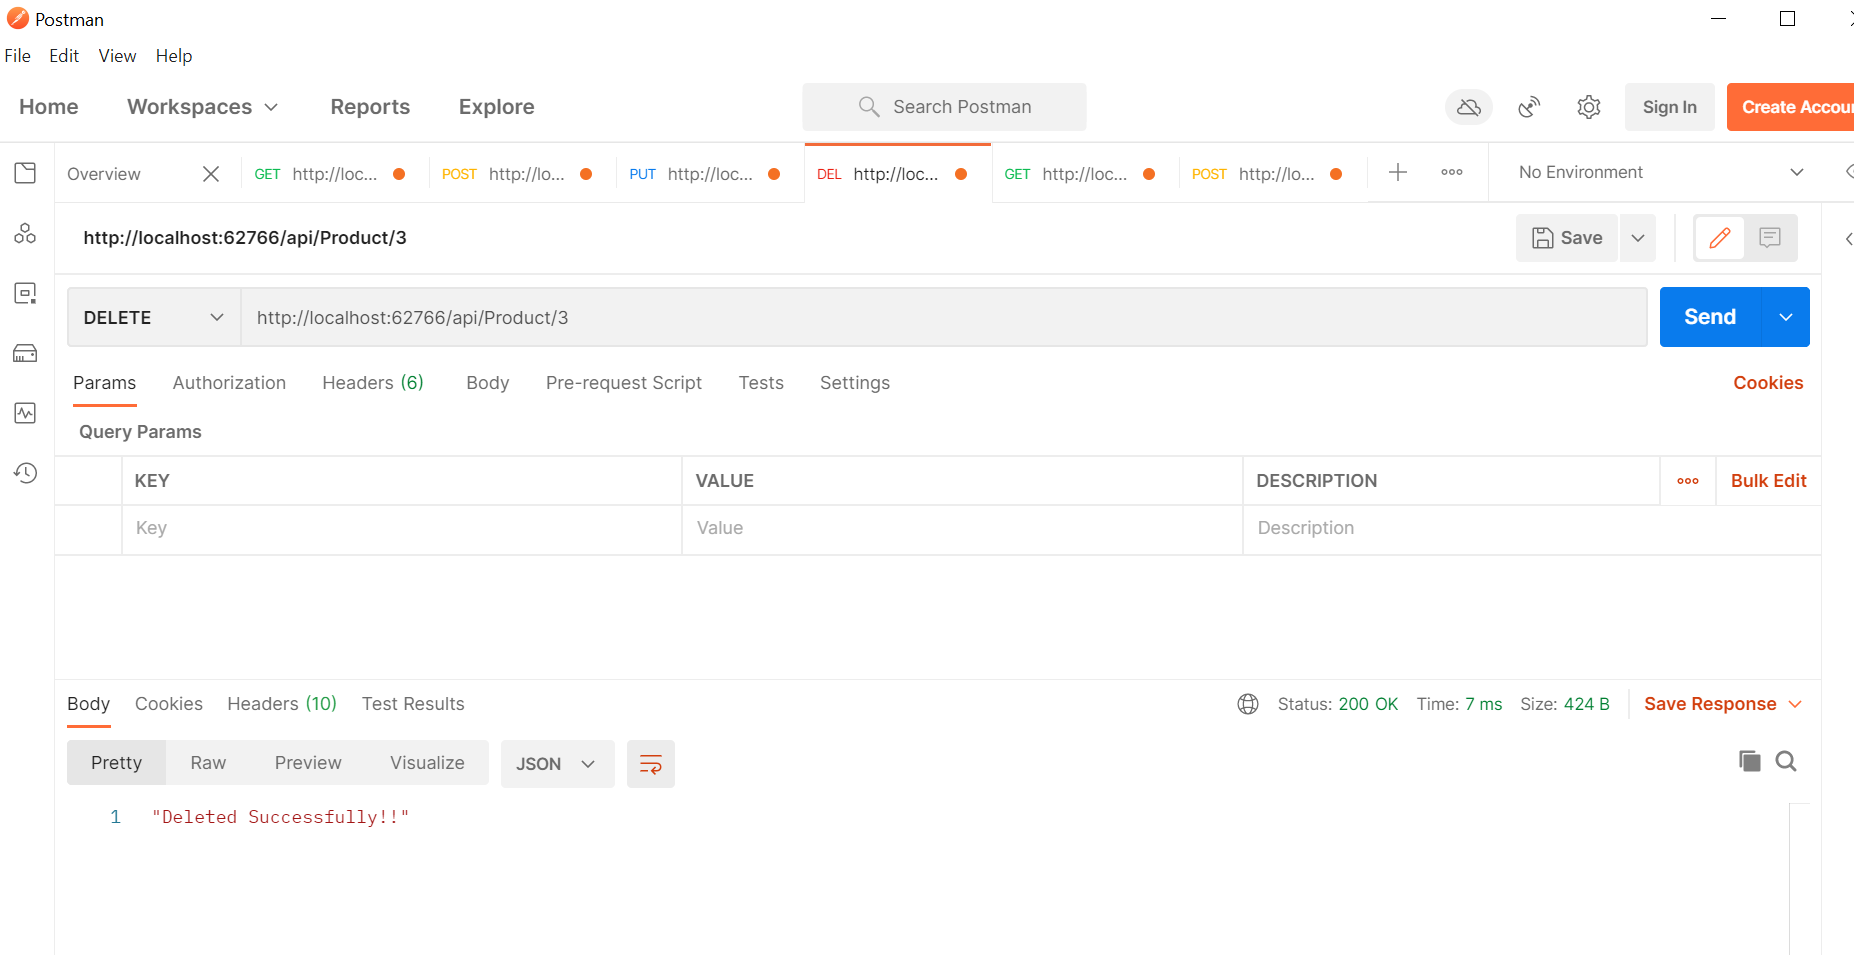 Postman
File Edit View Help
Home Workspaces Reports Explore Search Postman Sign In Create Accou
Overview GET http://loc... POST http://lo... PUT http://loc... DEL http://loc... GET http://loc... POST http://lo... No Environment
http://localhost:62766/api/Product/3 Save
DELETE http://localhost:62766/api/Product/3 Send
Params Authorization Headers (6) Body Pre-request Script Tests Settings Cookies
Query Params
KEY VALUE DESCRIPTION Bulk Edit
Key Value Description
Body Cookies Headers (10) Test Results Status: 200 OK Time: 7 ms Size: 424 B Save Response
Pretty Raw Preview Visualize JSON
1 "Deleted Successfully!!"